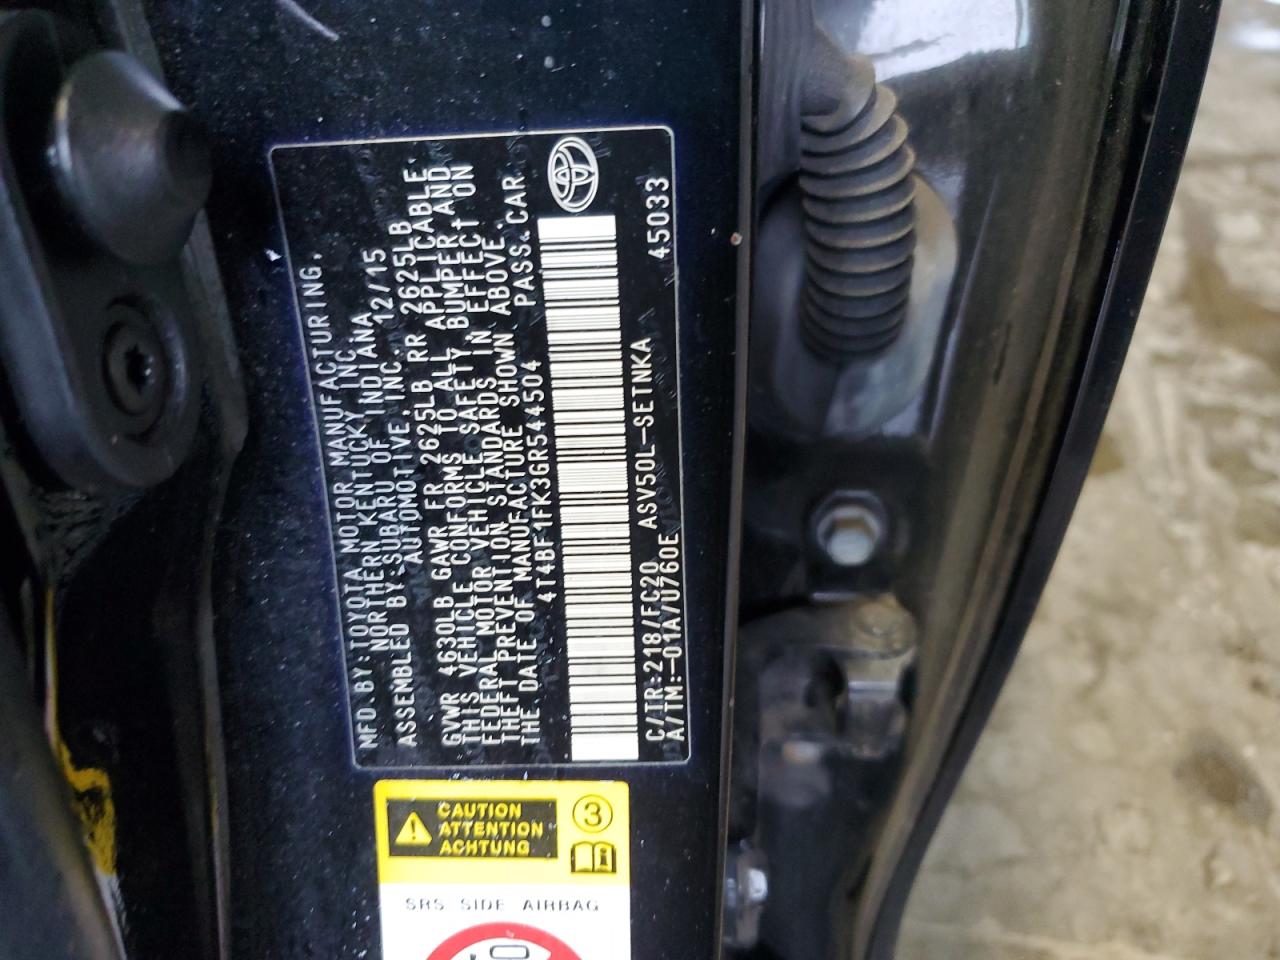 MFD BY:TOYOTA MOTOR MANUFACTURING,
NORTHERN KENTUCKY, INC
ASSEMBLED BY:SUBARU OF INDIANA,
AUTOMOTIVE, INC. 12/15
GVWR 4630LB GAWR FR 2625LB RR 2625LB
THIS VEHICLE CONFORMS TO ALL APPLICABLE
FEDERAL MOTOR VEHICLE SAFETY, BUMPER, AND
THEFT PREVENTION STANDARDS IN EFFECT ON
THE DATE OF MANUFACTURE SHOWN ABOVE.
4T4BF1FK3GR544504 PASS.CAR
C/TR:218/FC20 ASV50L-SETNKA 45033
A/TM:-01A/U760E
CAUTION
ATTENTION
ACHTUNG
3
SRS SIDE AIRBAG